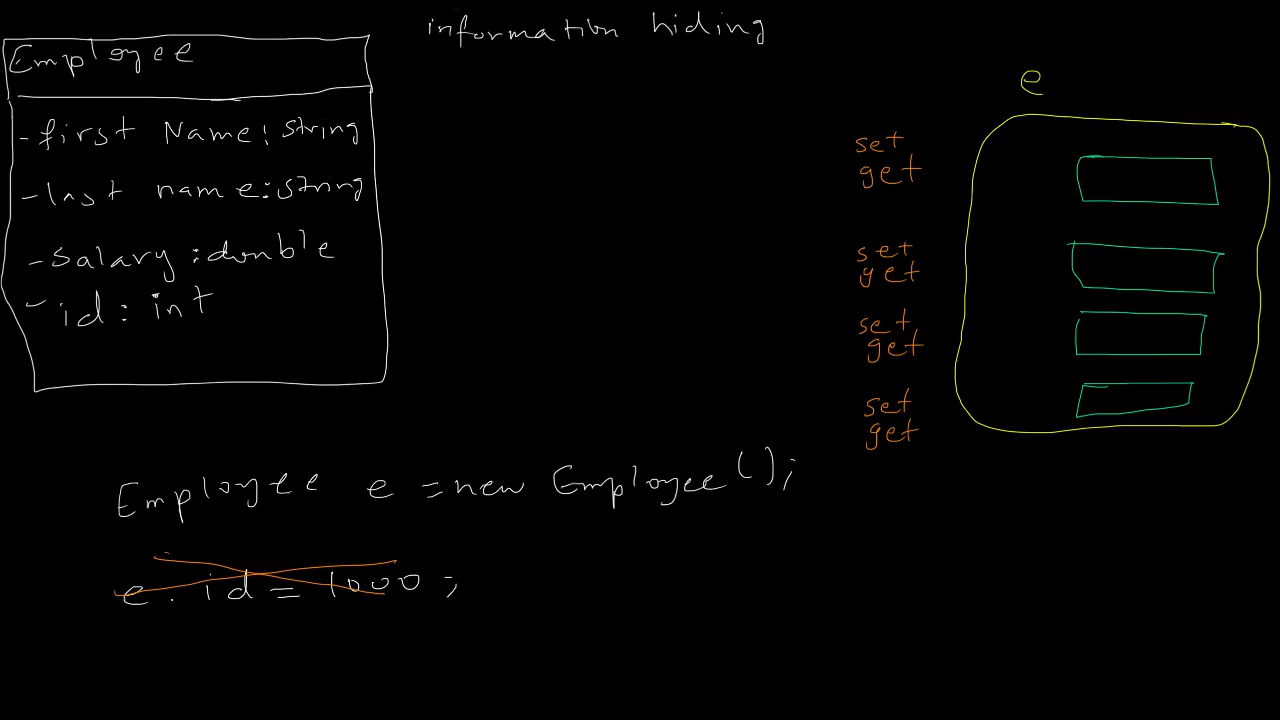 information hiding
Employee
-first Name: string
-last name: string
-salary: double
- id: int
e
set
get
set
get
set
get
set
get
Employee e = new Employee();
e. id = 1000;